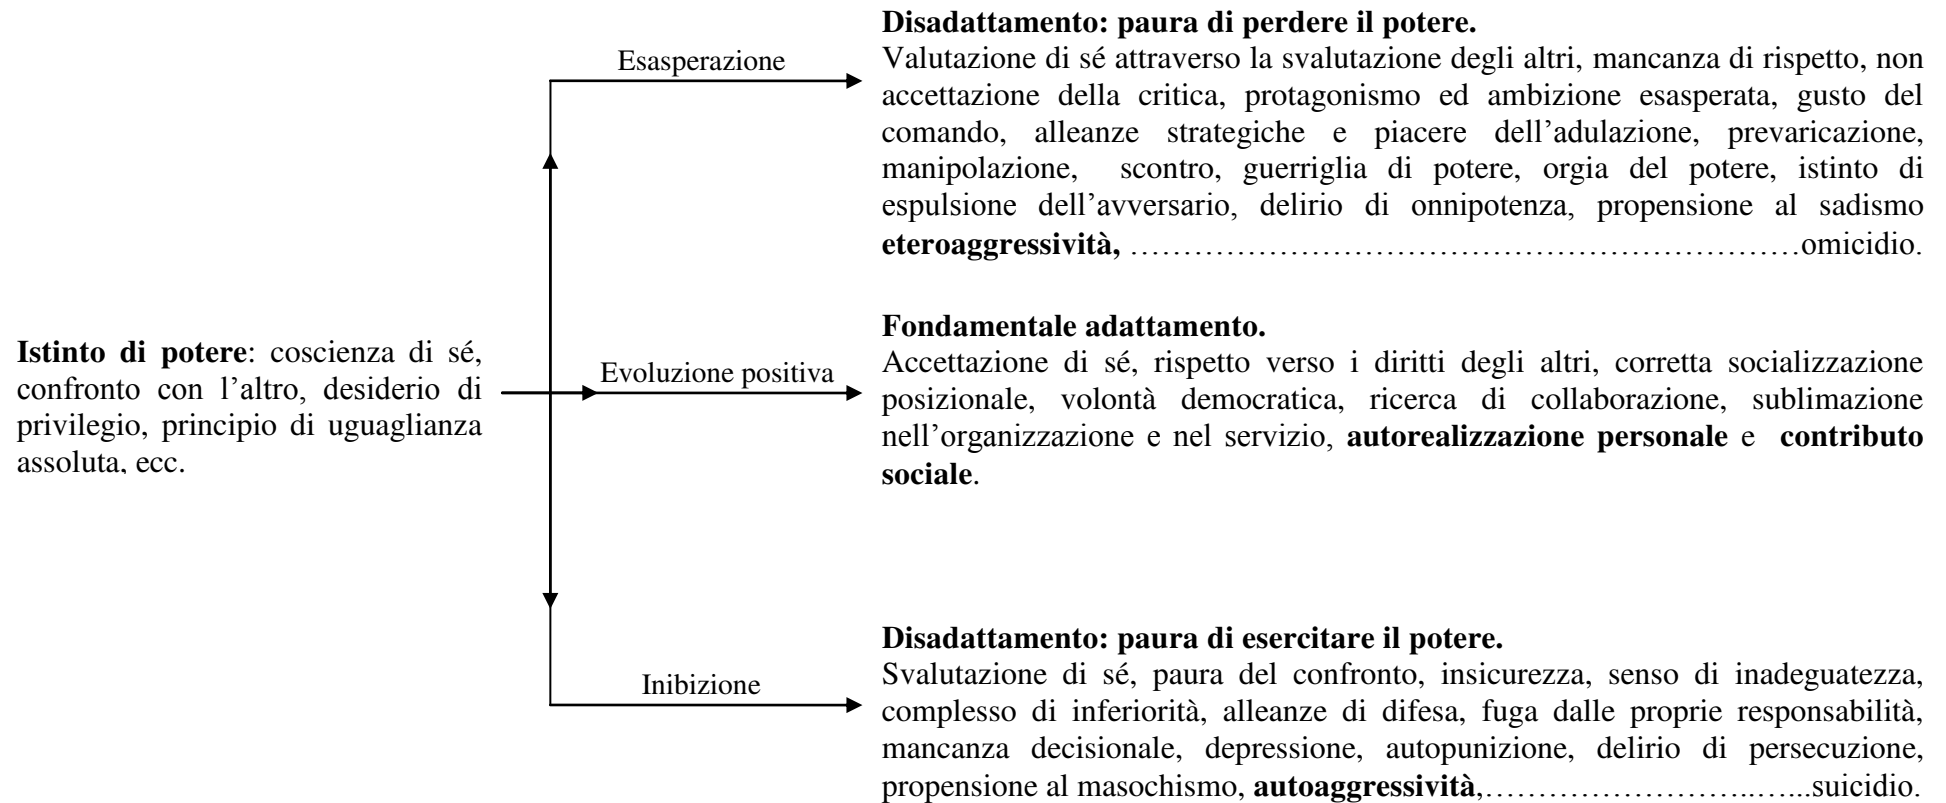 Disadattamento: paura di perdere il potere.
Esasperazione
Valutazione di sé attraverso la svalutazione degli altri, mancanza di rispetto, non
accettazione della critica, protagonismo ed ambizione esasperata, gusto del
comando, alleanze strategiche e piacere dell’adulazione, prevaricazione,
manipolazione, scontro, guerriglia di potere, orgia del potere, istinto di
espulsione dell’avversario, delirio di onnipotenza, propensione al sadismo
eteroaggressività, ……………………………………………………omicidio.
Istinto di potere: coscienza di sé,
confronto con l’altro, desiderio di
privilegio, principio di uguaglianza
assoluta, ecc.
Evoluzione positiva
Fondamentale adattamento.
Accettazione di sé, rispetto verso i diritti degli altri, corretta socializzazione
posizionale, volontà democratica, ricerca di collaborazione, sublimazione
nell’organizzazione e nel servizio, autorealizzazione personale e contributo
sociale.
Inibizione
Disadattamento: paura di esercitare il potere.
Svalutazione di sé, paura del confronto, insicurezza, senso di inadeguatezza,
complesso di inferiorità, alleanze di difesa, fuga dalle proprie responsabilità,
mancanza decisionale, depressione, autopunizione, delirio di persecuzione,
propensione al masochismo, autoaggressività,…………………..…...suicidio.